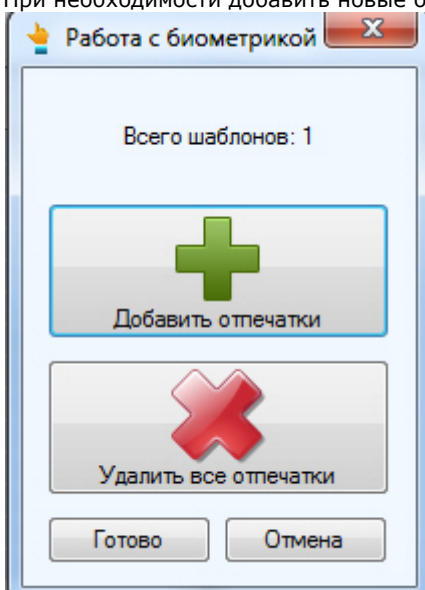 При необходимости добавить новые о
Работа с биометрикой
Всего шаблонов: 1
Добавить отпечатки
Удалить все отпечатки
Готово Отмена